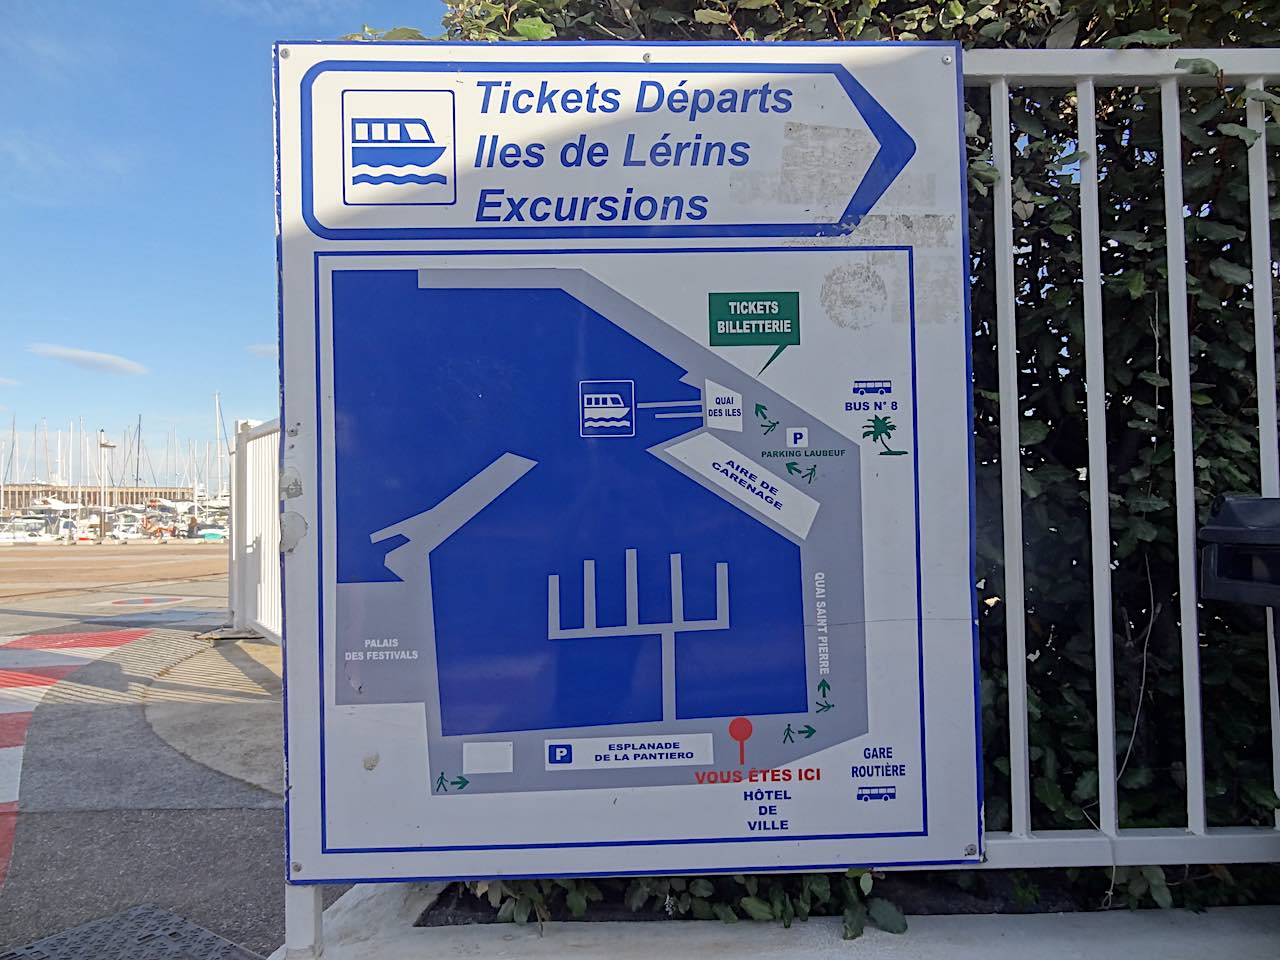 Tickets Départs
Iles de Lérins
Excursions
TICKETS
BILLETTERIE
BUS N° 8
QUAI
DES ILES
P
PARKING LAUBEUF
AIRE DE
CARENAGE
QUAI SAINT PIERRE
PALAIS
DES FESTIVALS
P
ESPLANADE
DE LA PANTIERO
VOUS ÊTES ICI
HÔTEL
DE
VILLE
GARE
ROUTIÈRE